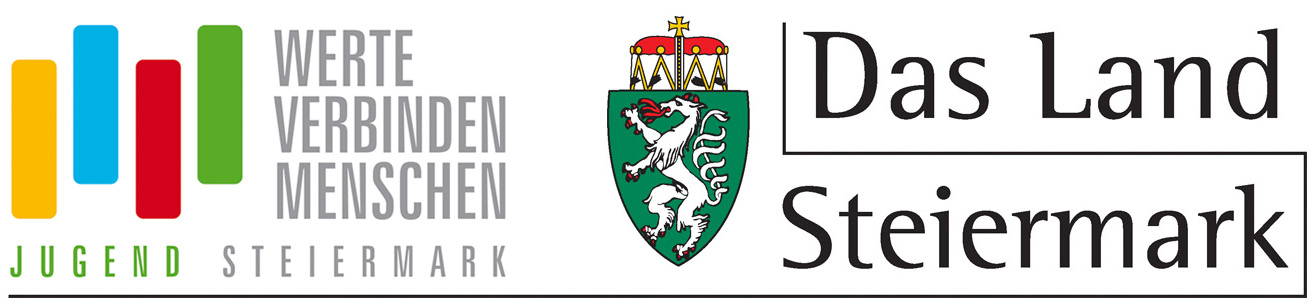 WERTE
VERBINDEN
MENSCHEN
JUGEND STEIERMARK
Das Land
Steiermark